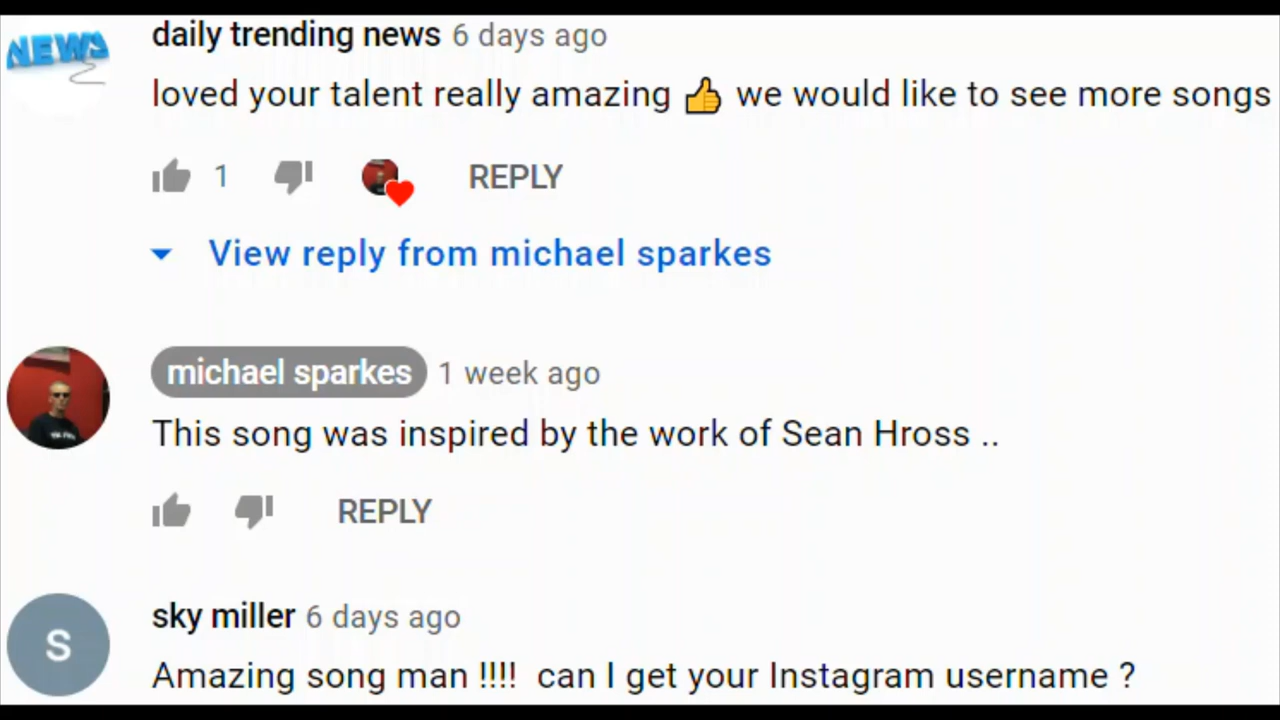 NEWS
daily trending news 6 days ago
loved your talent really amazing 👍 we would like to see more songs
1 REPLY
View reply from michael sparkes
michael sparkes 1 week ago
This song was inspired by the work of Sean Hross ..
REPLY
S
sky miller 6 days ago
Amazing song man !!!! can I get your Instagram username ?